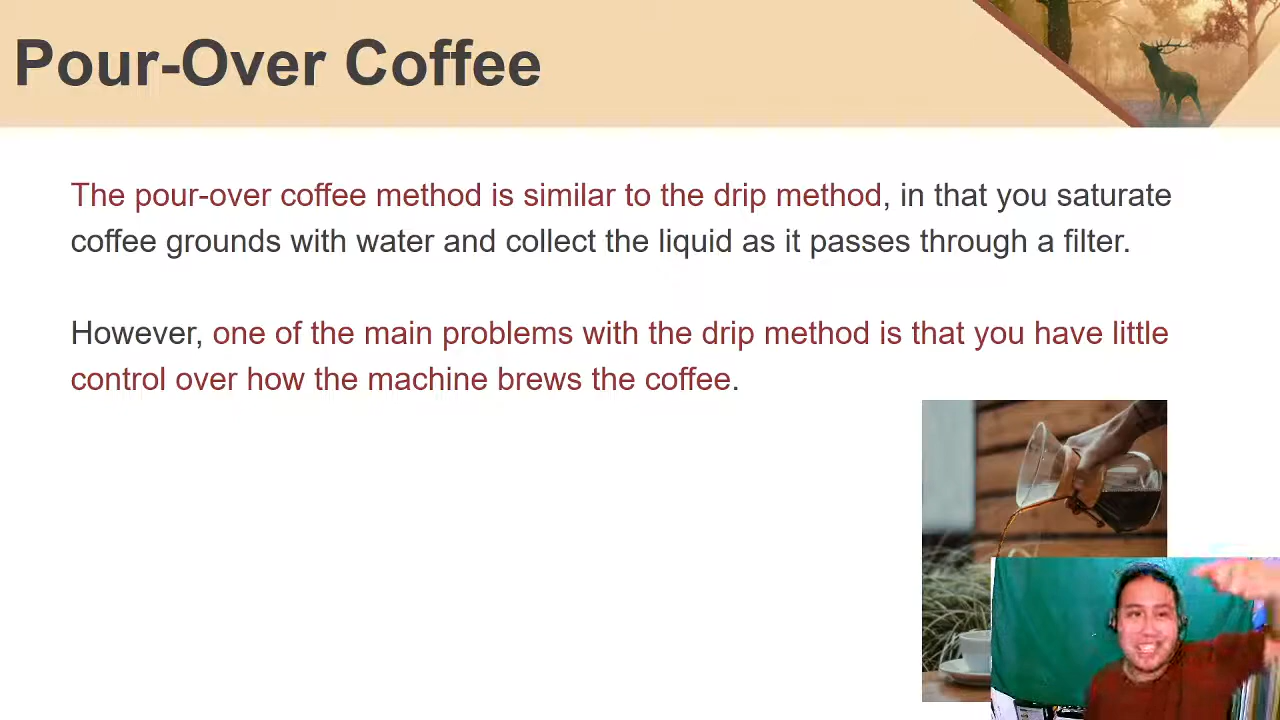 Pour-Over Coffee
The pour-over coffee method is similar to the drip method, in that you saturate
coffee grounds with water and collect the liquid as it passes through a filter.
However, one of the main problems with the drip method is that you have little
control over how the machine brews the coffee.